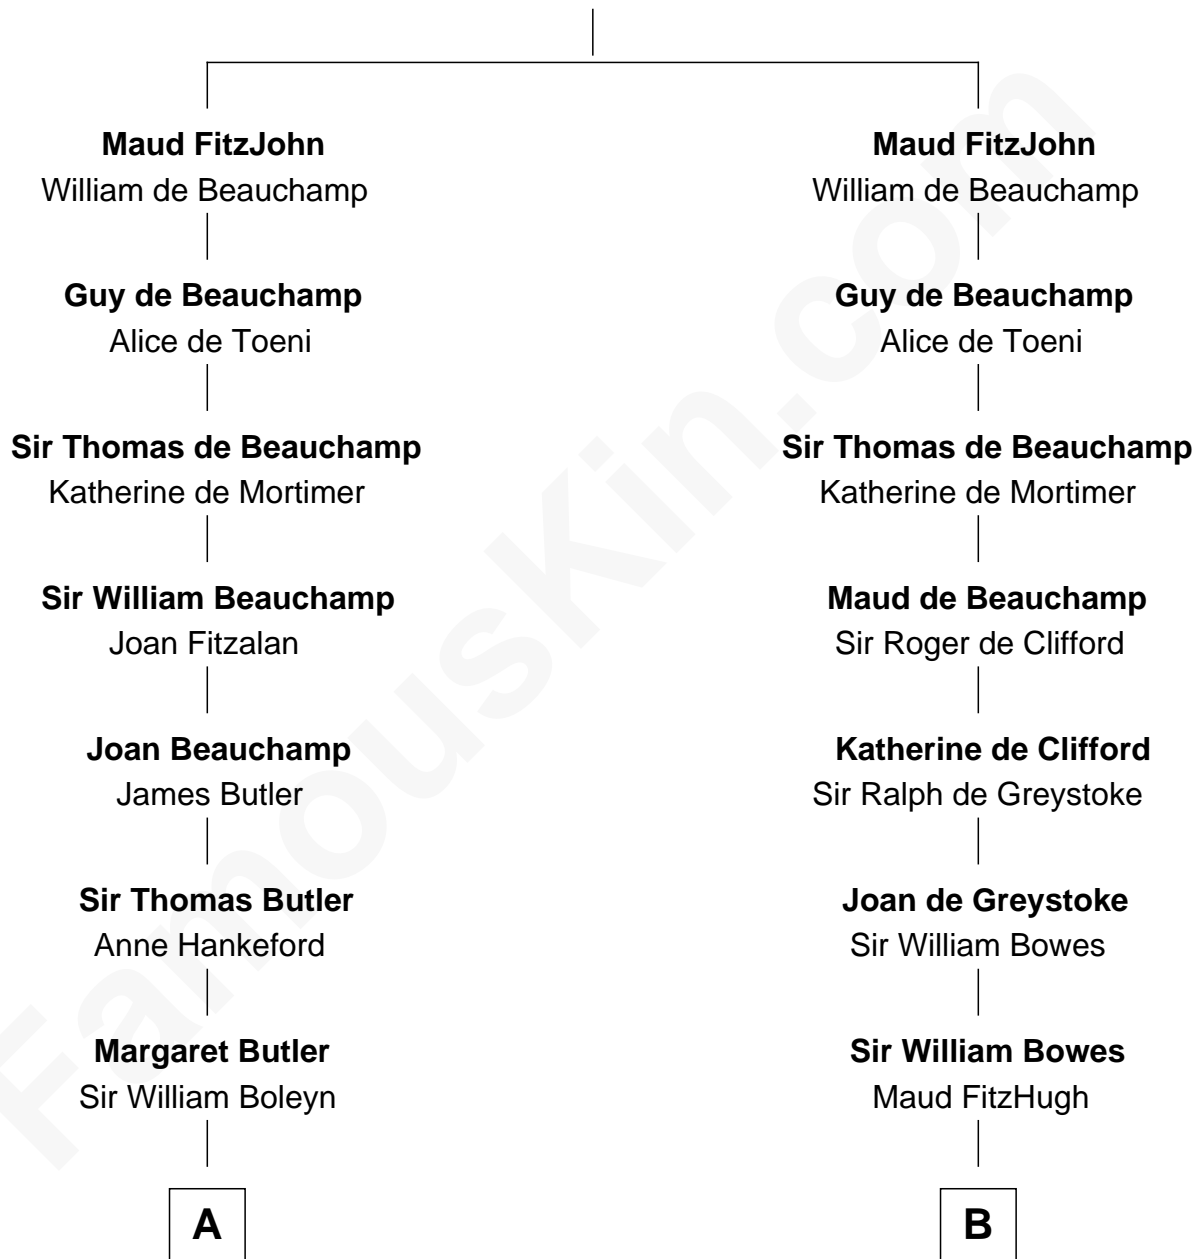 Maud FitzJohn
William de Beauchamp
Guy de Beauchamp
Alice de Toeni
Sir Thomas de Beauchamp
Katherine de Mortimer
Sir William Beauchamp
Joan Fitzalan
Joan Beauchamp
James Butler
Sir Thomas Butler
Anne Hankeford
Margaret Butler
Sir William Boleyn
A
Maud FitzJohn
William de Beauchamp
Guy de Beauchamp
Alice de Toeni
Sir Thomas de Beauchamp
Katherine de Mortimer
Maud de Beauchamp
Sir Roger de Clifford
Katherine de Clifford
Sir Ralph de Greystoke
Joan de Greystoke
Sir William Bowes
Sir William Bowes
Maud FitzHugh
B
FamousKin.com